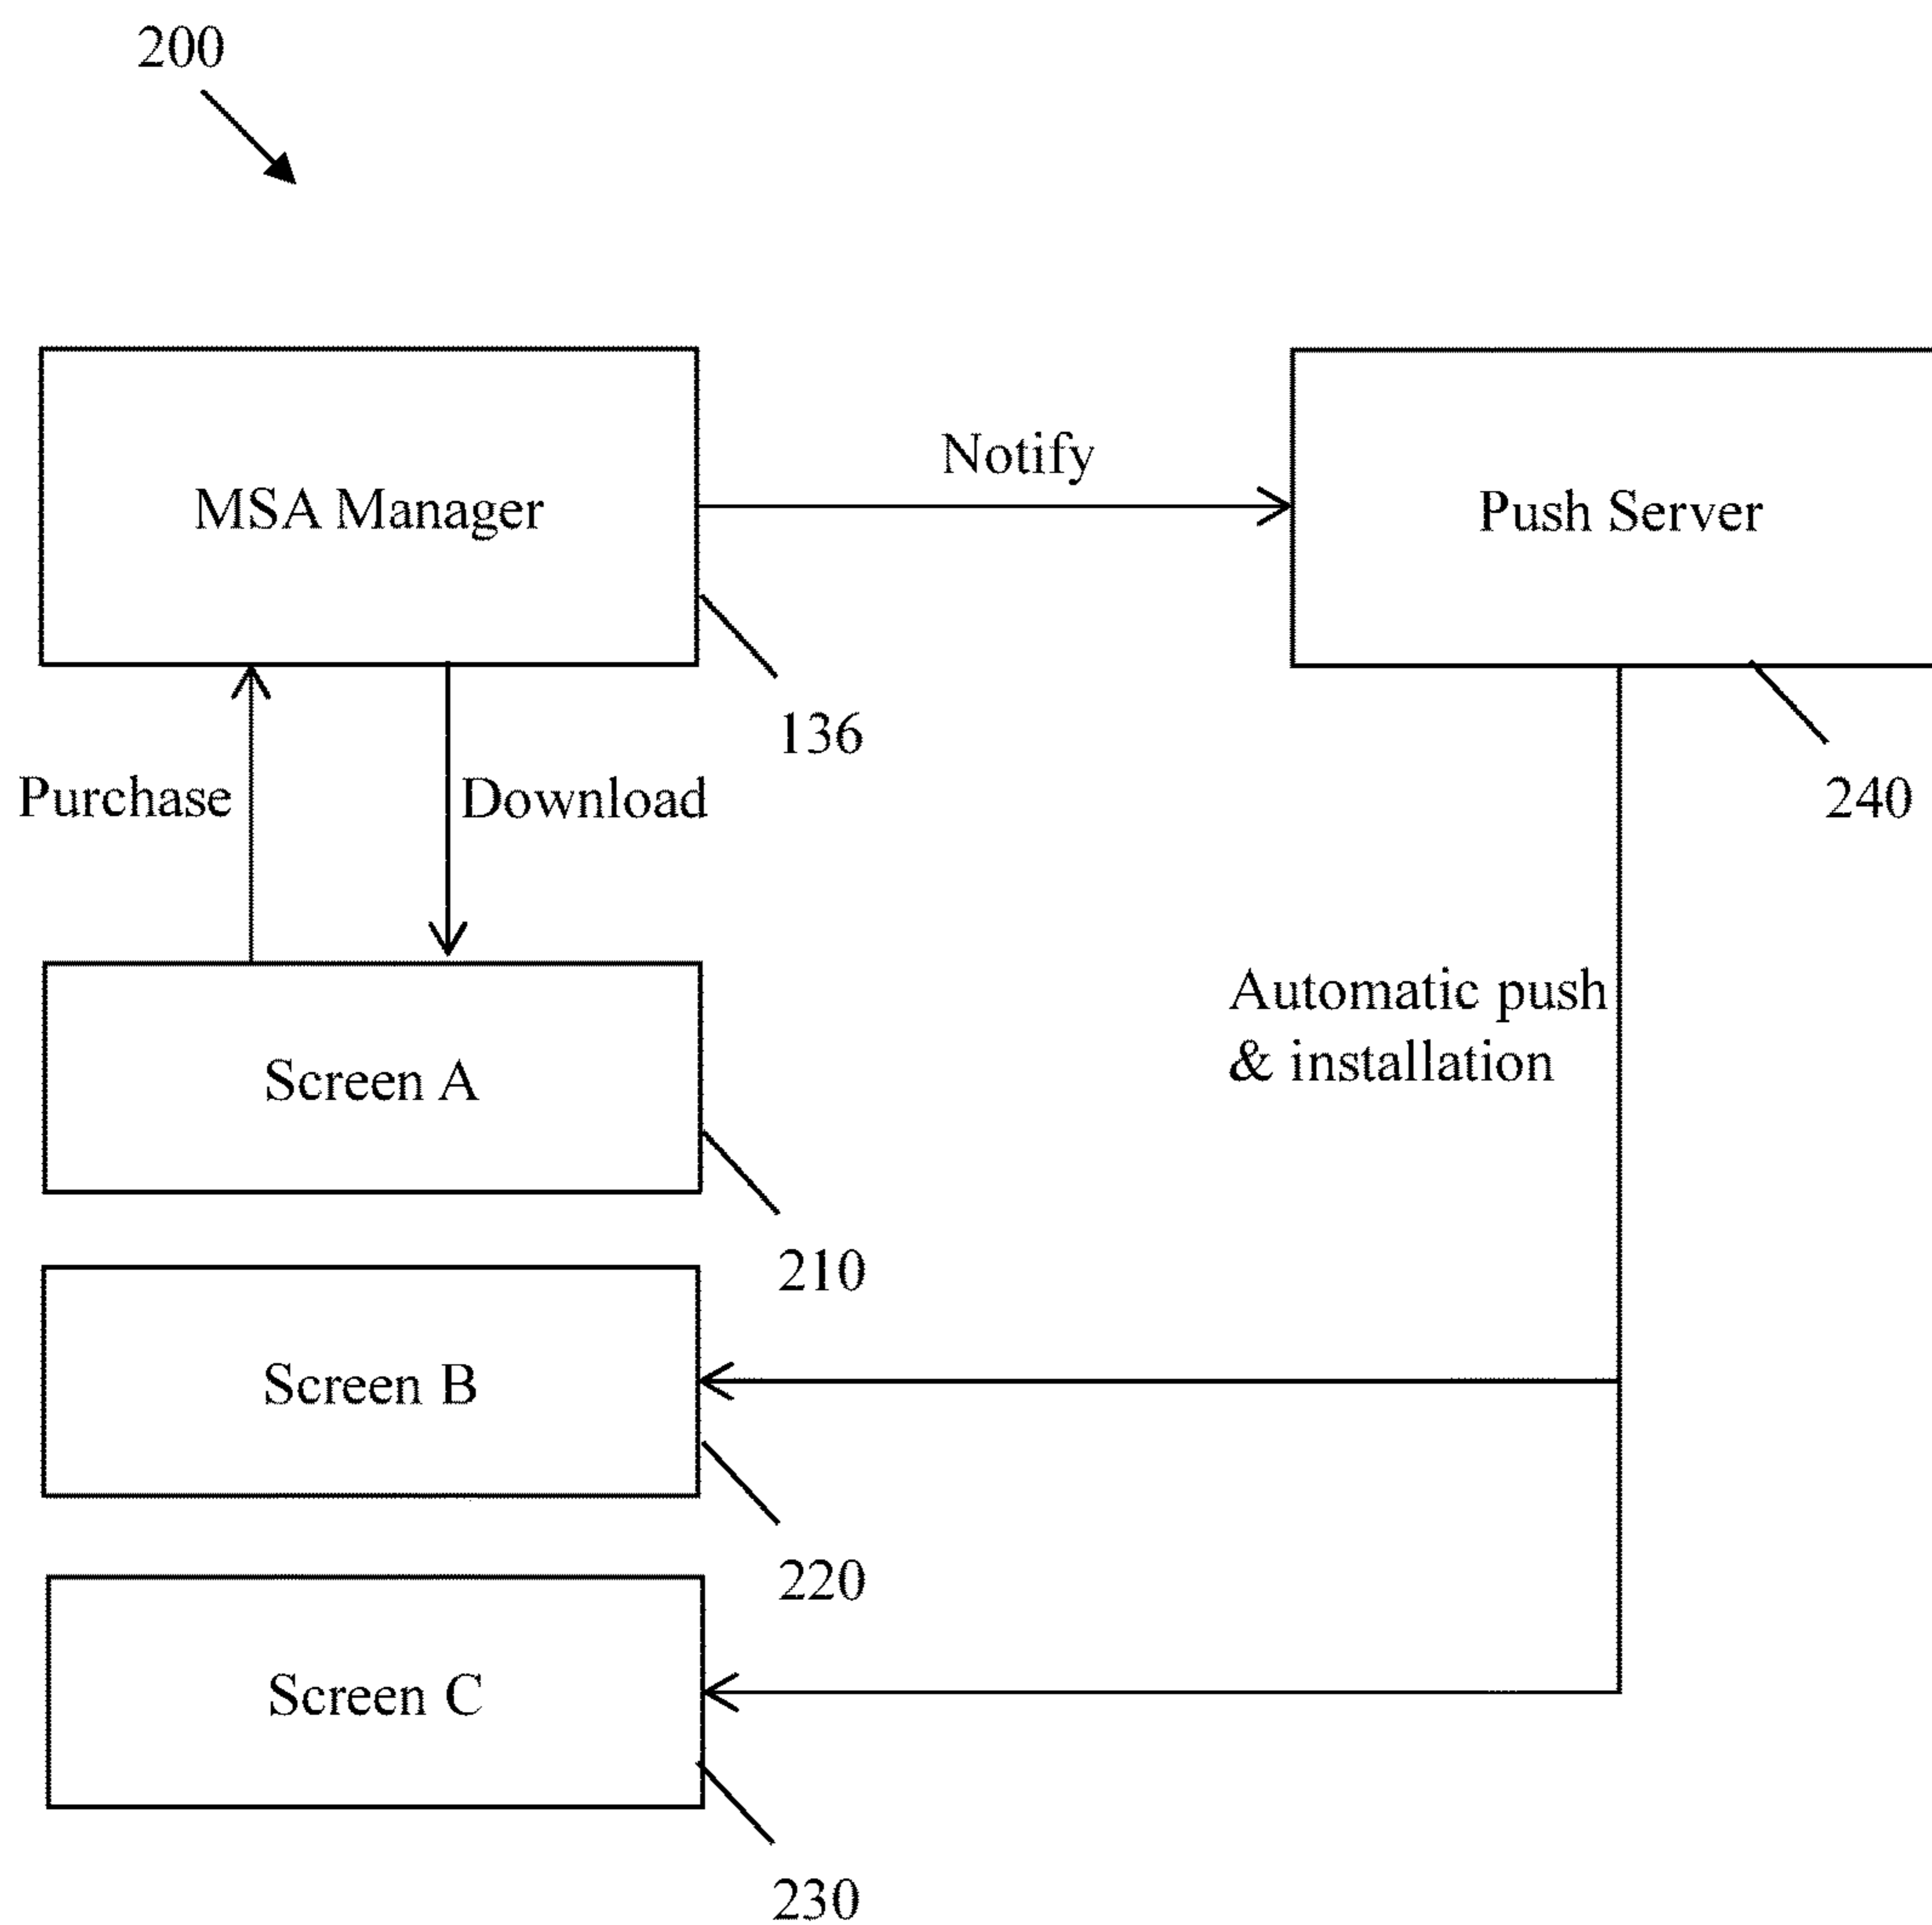 200
MSA Manager
Notify
Push Server
136
240
Purchase
Download
Automatic push
& installation
Screen A
210
Screen B
220
Screen C
230